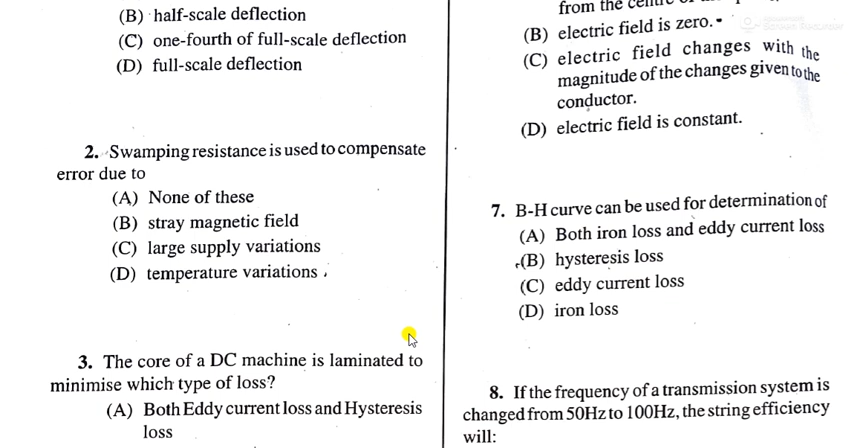 (B) half-scale deflection
(C) one-fourth of full-scale deflection
(D) full-scale deflection
2. Swamping resistance is used to compensate
error due to
(A) None of these
(B) stray magnetic field
(C) large supply variations
(D) temperature variations
3. The core of a DC machine is laminated to
minimise which type of loss?
(A) Both Eddy current loss and Hysteresis
loss
from the
(B) electric field is zero.
(C) electric field changes with the
magnitude of the changes given to the
conductor.
(D) electric field is constant.
7. B-H curve can be used for determination of
(A) Both iron loss and eddy current loss
(B) hysteresis loss
(C) eddy current loss
(D) iron loss
8. If the frequency of a transmission system is
changed from 50Hz to 100Hz, the string efficiency
will: